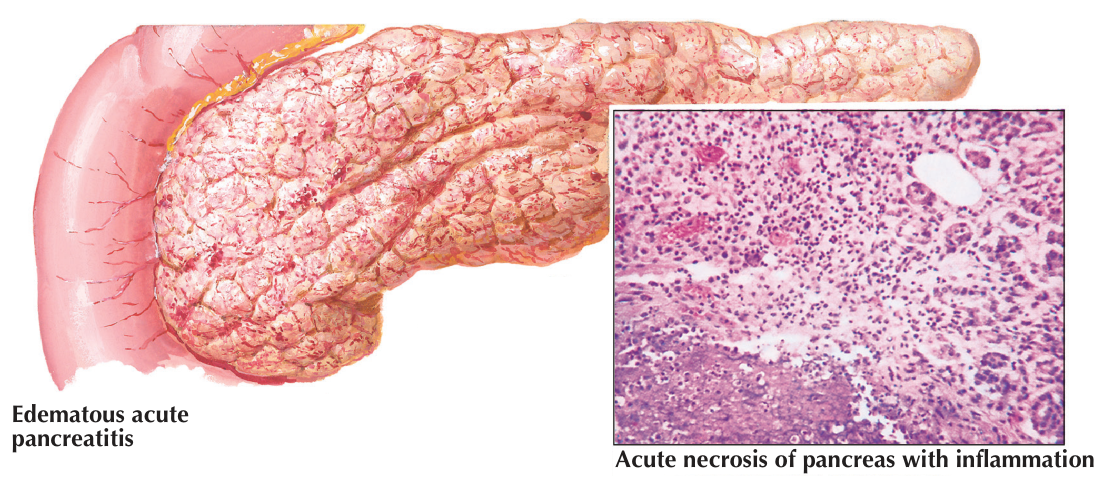 Edematous acute
pancreatitis
Acute necrosis of pancreas with inflammation